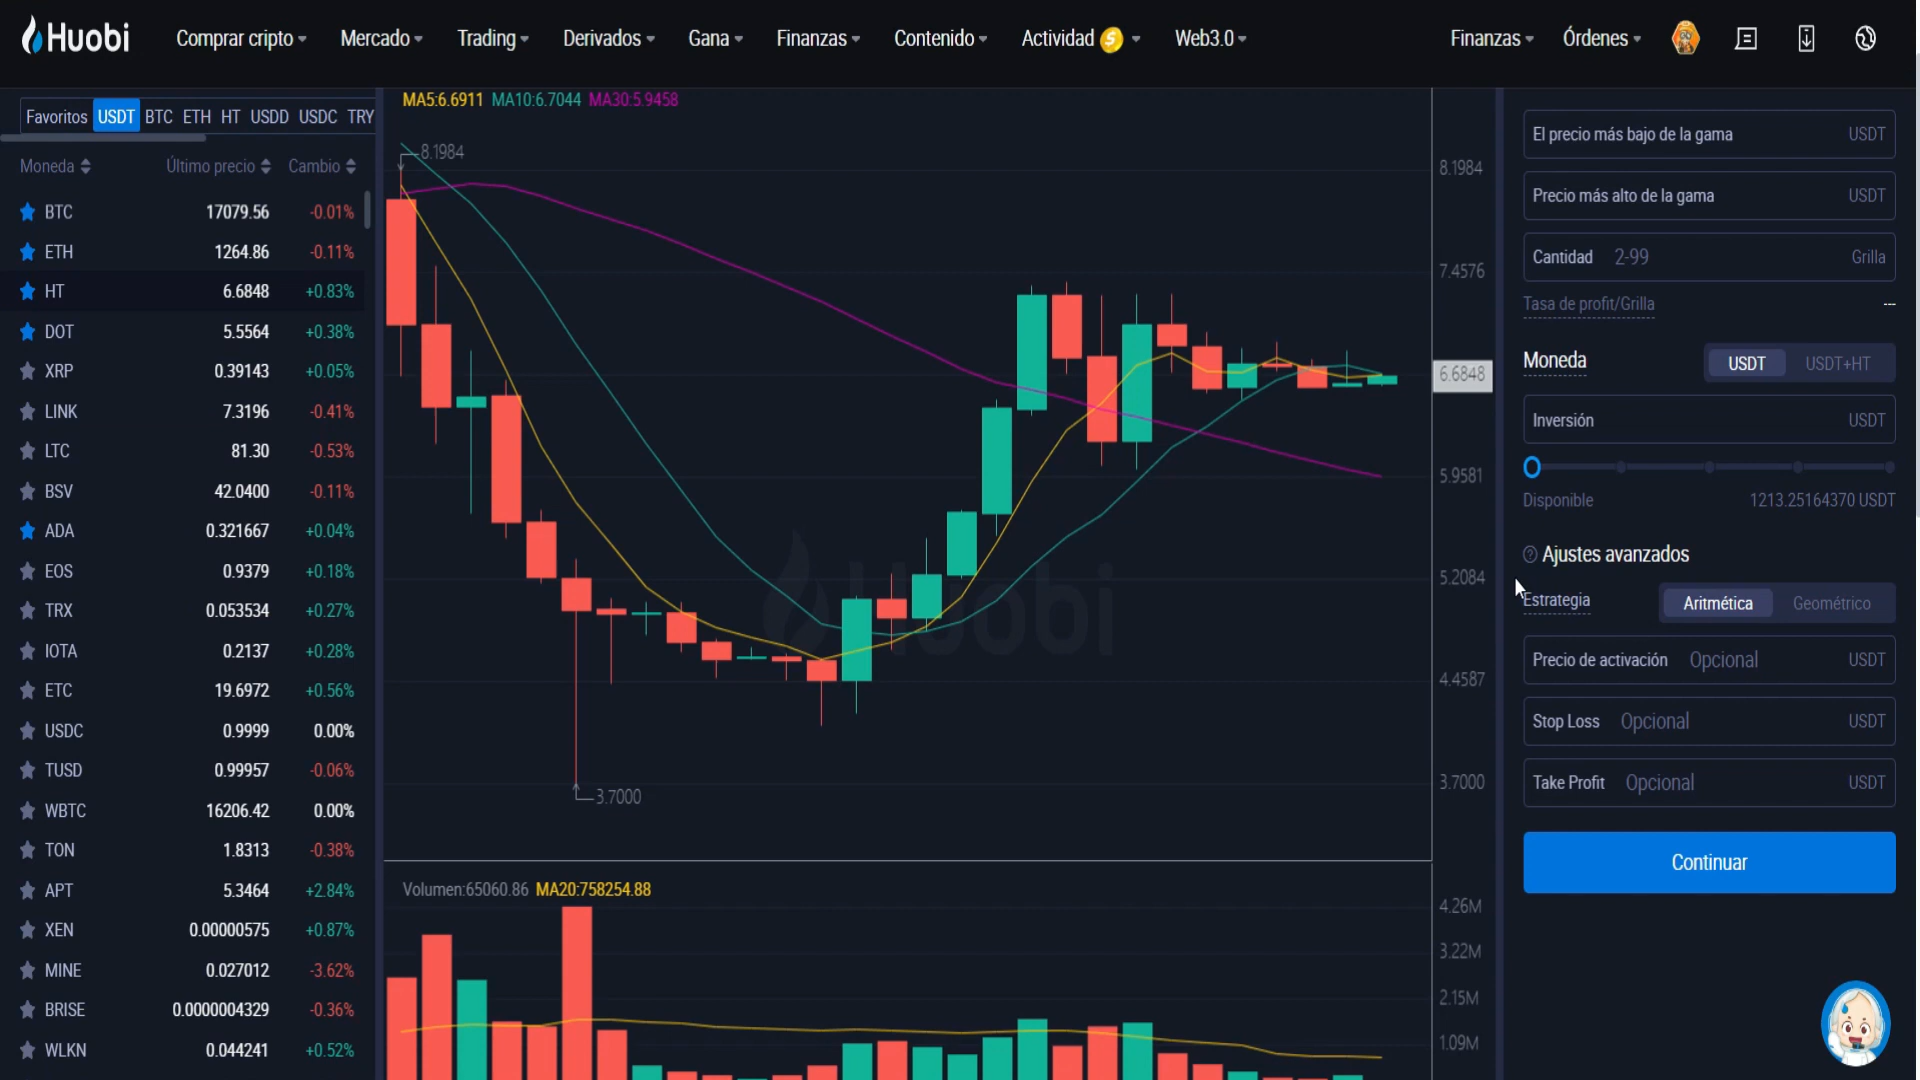 Huobi
Comprar cripto
Mercado
Trading
Derivados
Gana
Finanzas
Contenido
Actividad
Web3.0
Finanzas
Órdenes
Favoritos USDT BTC ETH HT USDD USDC TRY
Moneda Último precio Cambio
BTC 17079.56 -0.01%
ETH 1264.86 -0.11%
HT 6.6848 +0.83%
DOT 5.5564 +0.38%
XRP 0.39143 +0.05%
LINK 7.3196 -0.41%
LTC 81.30 -0.53%
BSV 42.0400 -0.11%
ADA 0.321667 +0.04%
EOS 0.9379 +0.18%
TRX 0.053534 +0.27%
IOTA 0.2137 +0.28%
ETC 19.6972 +0.56%
USDC 0.9999 0.00%
TUSD 0.99957 -0.06%
WBTC 16206.42 0.00%
TON 1.8313 -0.38%
APT 5.3464 +2.84%
XEN 0.00000575 +0.87%
MINE 0.027012 -3.62%
BRISE 0.0000004329 -0.36%
WLKN 0.044241 +0.52%
MA5:6.6911 MA10:6.7044 MA30:5.9458
8.1984
3.7000
Huobi
8.1984
7.4576
6.6848
5.9581
5.2084
4.4587
3.7000
Volumen:65060.86 MA20:758254.88
4.26M
3.22M
2.15M
1.09M
El precio más bajo de la gama USDT
Precio más alto de la gama USDT
Cantidad 2-99 Grilla
Tasa de profit/Grilla ---
Moneda USDT USDT+HT
Inversión USDT
Disponible 1213.25164370 USDT
Ajustes avanzados
Estrategia Aritmética Geométrico
Precio de activación Opcional USDT
Stop Loss Opcional USDT
Take Profit Opcional USDT
Continuar